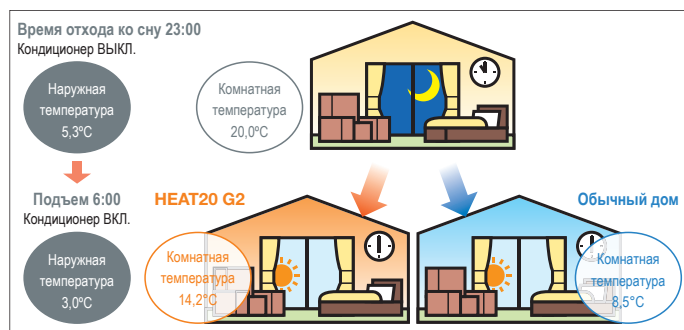 Время отхода ко сну 23:00
Кондиционер ВЫКЛ.
Наружная
температура
5,3°C
Комнатная
температура
20,0°C
Подъем 6:00
Кондиционер ВКЛ.
Наружная
температура
3,0°C
HEAT20 G2
Комнатная
температура
14,2°C
Обычный дом
Комнатная
температура
8,5°C